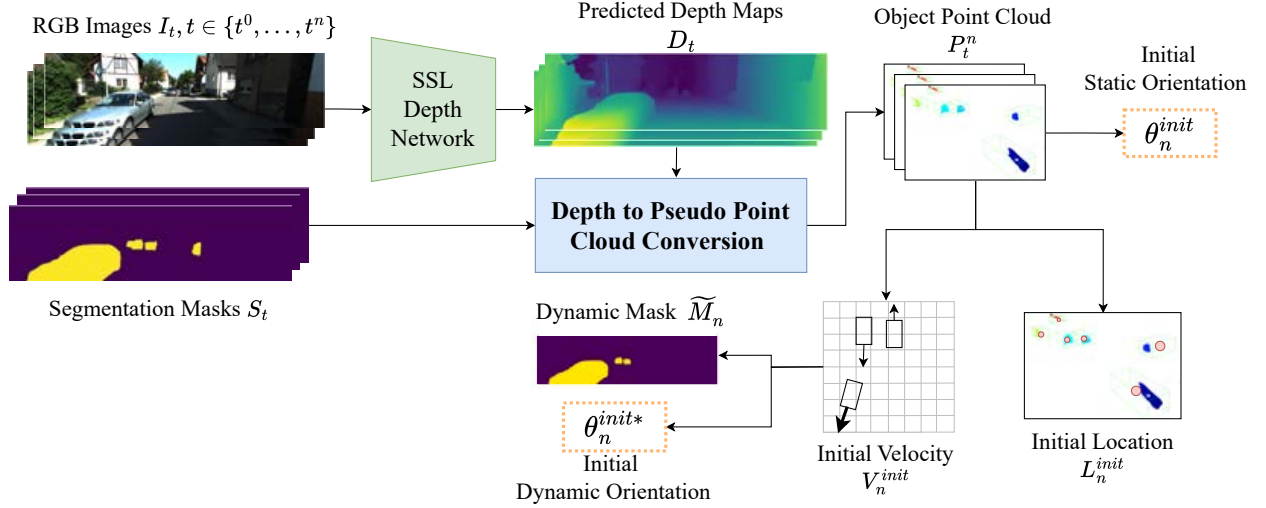 RGB Images $I_t, t \in \{t^0, \ldots, t^n\}$
SSL
Depth
Network
Predicted Depth Maps
$D_t$
Object Point Cloud
$P_t^n$
Initial
Static Orientation
$\theta_n^{init}$
Depth to Pseudo Point
Cloud Conversion
Segmentation Masks $S_t$
Dynamic Mask $\widetilde{M}_n$
$\theta_n^{init*}$
Initial
Dynamic Orientation
Initial Velocity
$V_n^{init}$
Initial Location
$L_n^{init}$